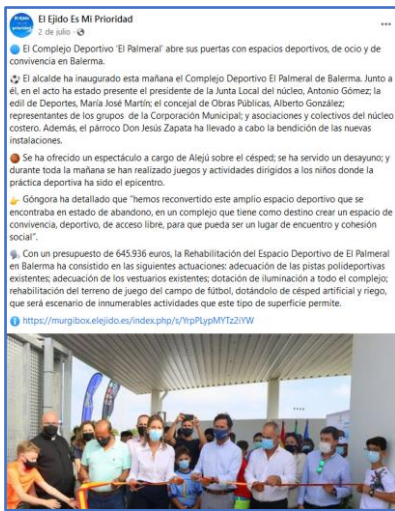 El Ejido Es Mi Prioridad
2 de julio ·
El Complejo Deportivo 'El Palmeral' abre sus puertas con espacios deportivos, de ocio y de
convivencia en Balerma.
El alcalde ha inaugurado esta mañana el Complejo Deportivo El Palmeral de Balerma. Junto a
él, en el acto ha estado presente el presidente de la Junta Local del núcleo, Antonio Gómez; la
edil de Deportes, María José Martín; el concejal de Obras Públicas, Alberto González;
representantes de los grupos de la Corporación Municipal; y asociaciones y colectivos del núcleo
costero. Además, el párroco Don Jesús Zapata ha llevado a cabo la bendición de las nuevas
instalaciones.
Se ha ofrecido un espectáculo a cargo de Alejú sobre el césped; se ha servido un desayuno; y
durante toda la mañana se han realizado juegos y actividades dirigidos a los niños donde la
práctica deportiva ha sido el epicentro.
Góngora ha detallado que "hemos reconvertido este amplio espacio deportivo que se
encontraba en estado de abandono, en un complejo que tiene como destino crear un espacio de
convivencia, deportivo, de acceso libre, para que pueda ser un lugar de encuentro y cohesión
social".
Con un presupuesto de 645.936 euros, la Rehabilitación del Espacio Deportivo de El Palmeral
en Balerma ha consistido en las siguientes actuaciones: adecuación de las pistas polideportivas
existentes; adecuación de los vestuarios existentes; dotación de iluminación a todo el complejo;
rehabilitación del terreno de juego del campo de fútbol, dotándolo de césped artificial y riego,
que será escenario de innumerables actividades que este tipo de superficie permite.
https://murgibox.elejido.es/index.php/s/YrpPLypMYTz2iYW